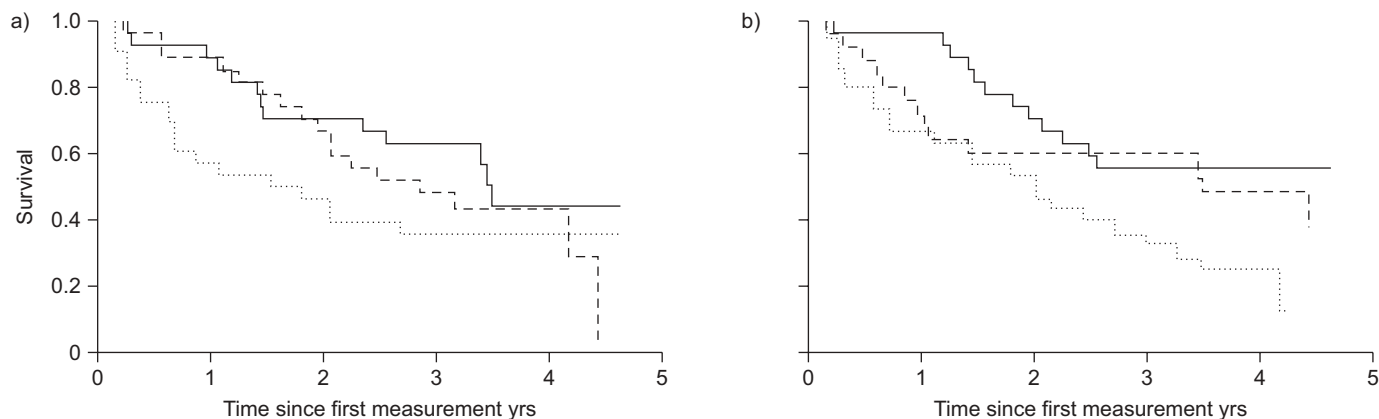 a)
1.0
0.8
0.6
0.4
0.2
0
Survival
0 1 2 3 4 5
Time since first measurement yrs
b)
0 1 2 3 4 5
Time since first measurement yrs